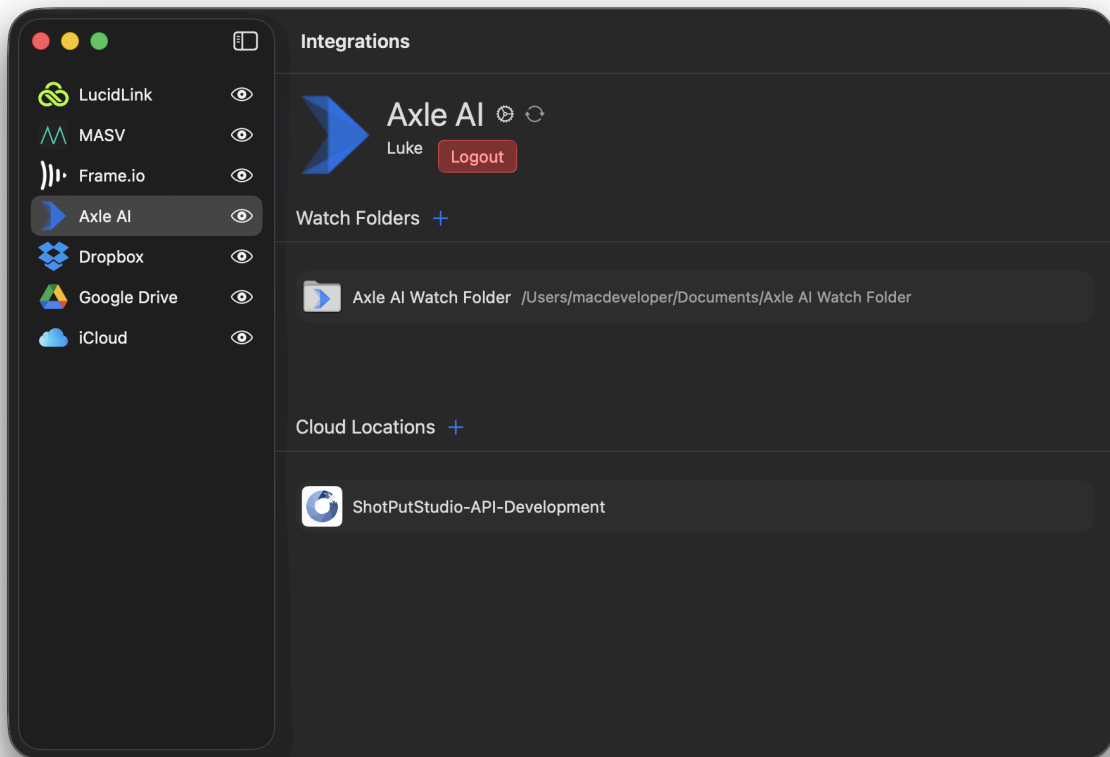 Integrations
LucidLink
MASV
Frame.io
Axle AI
Dropbox
Google Drive
iCloud
Axle AI
Luke
Logout
Watch Folders
Axle AI Watch Folder /Users/macdeveloper/Documents/Axle AI Watch Folder
Cloud Locations
ShotPutStudio-API-Development